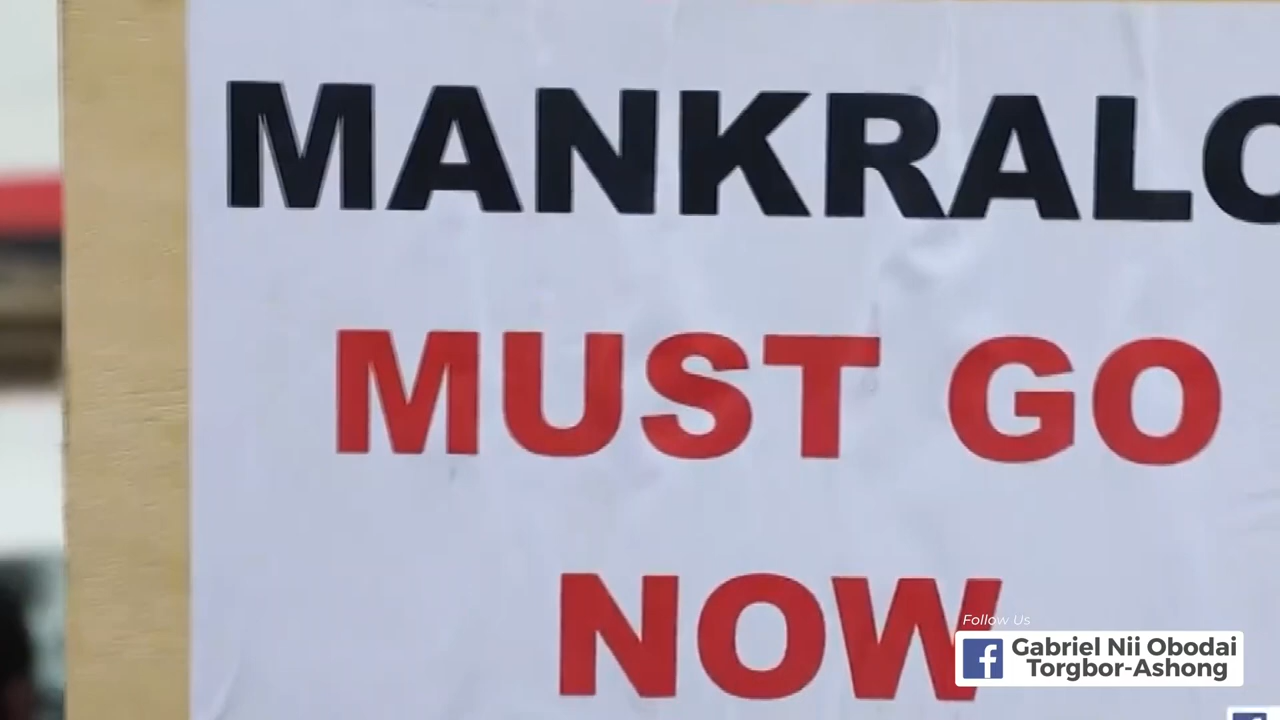 MANKRALO
MUST GO
NOW
Follow Us
Gabriel Nii Obodai
Torgbor-Ashong